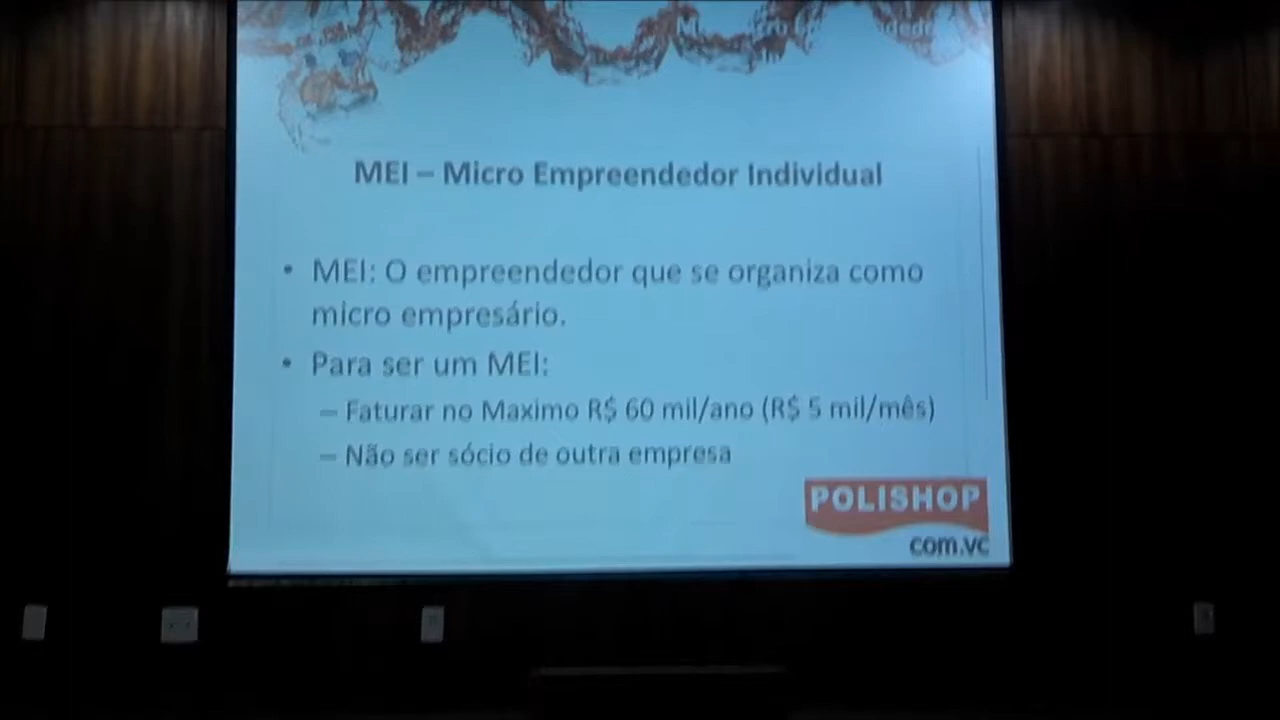 MEI – Micro Empreendedor Individual
• MEI: O empreendedor que se organiza como
micro empresário.
• Para ser um MEI:
– Faturar no Maximo R$ 60 mil/ano (R$ 5 mil/mês)
– Não ser sócio de outra empresa
POLISHOP
com.vc